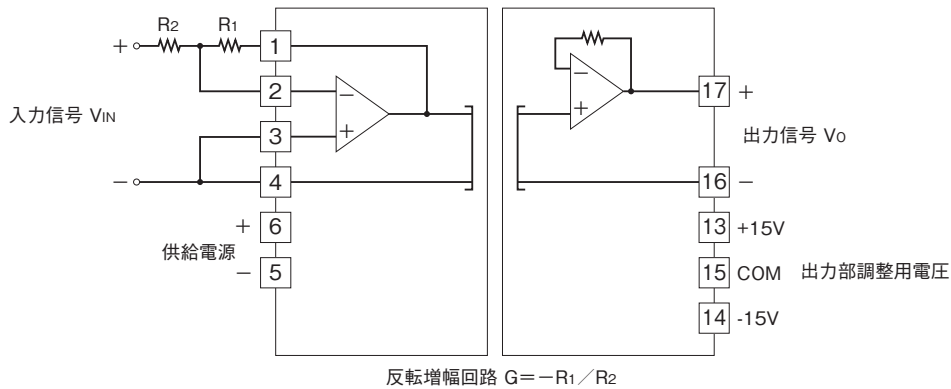 R2 R1
+ 1
2 −
入力信号 VIN
3 +
− 4
+ 6
供給電源
− 5
−
+
17 +
出力信号 VO
16 −
13 +15V
15 COM 出力部調整用電圧
14 -15V
反転増幅回路 G=−R1／R2